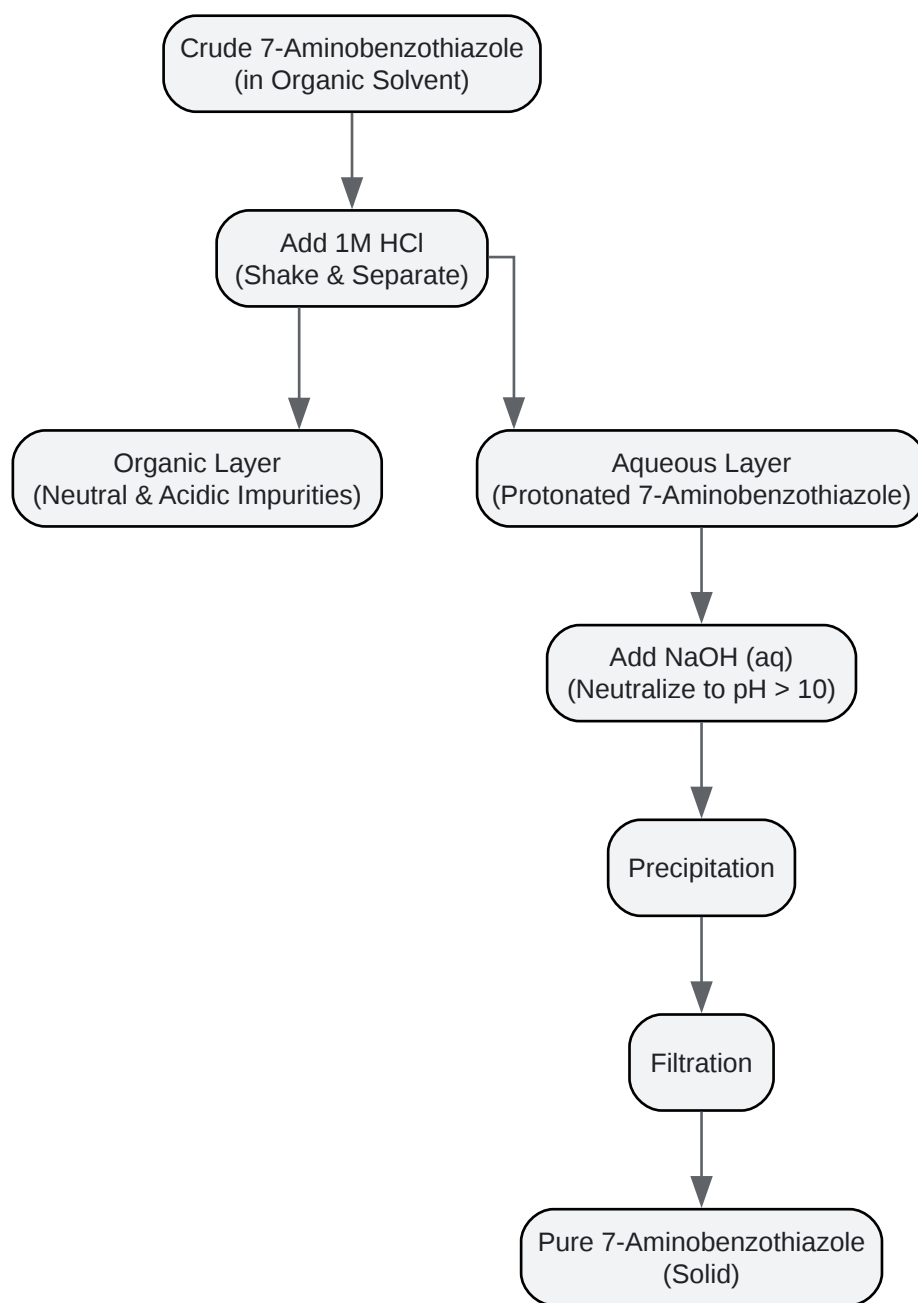 Crude 7-Aminobenzothiazole
(in Organic Solvent)
Add 1M HCl
(Shake & Separate)
Organic Layer
(Neutral & Acidic Impurities)
Aqueous Layer
(Protonated 7-Aminobenzothiazole)
Add NaOH (aq)
(Neutralize to pH > 10)
Precipitation
Filtration
Pure 7-Aminobenzothiazole
(Solid)